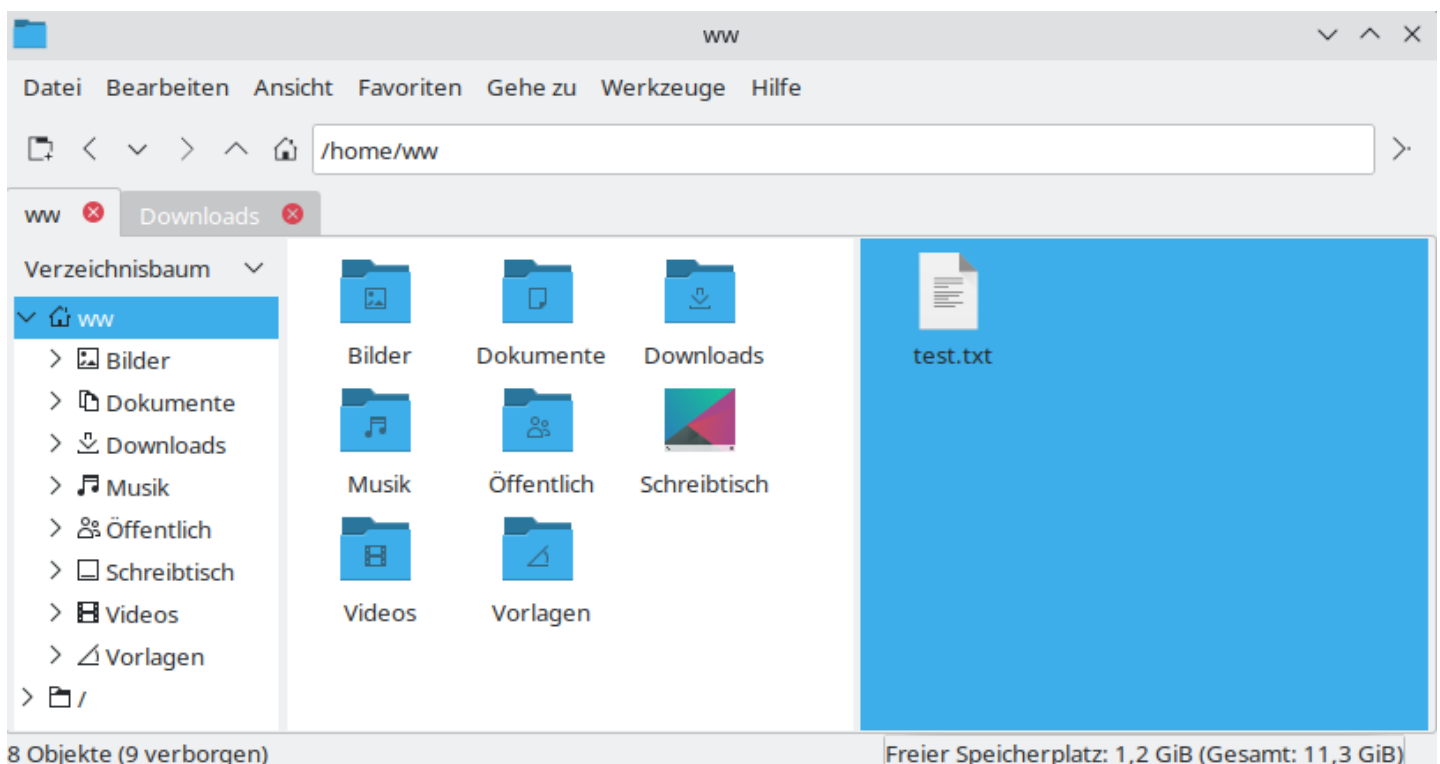 ww
Datei Bearbeiten Ansicht Favoriten Gehe zu Werkzeuge Hilfe
/home/ww
ww Downloads
Verzeichnisbaum
ww
Bilder
Dokumente
Downloads
Musik
Öffentlich
Schreibtisch
Videos
Vorlagen
/
Bilder Dokumente Downloads
Musik Öffentlich Schreibtisch
Videos Vorlagen
test.txt
8 Objekte (9 verborgen)
Freier Speicherplatz: 1,2 GiB (Gesamt: 11,3 GiB)